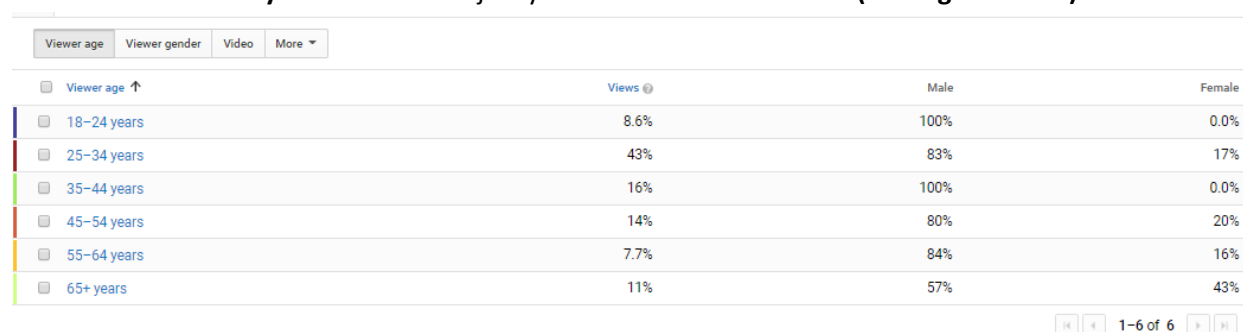 Viewer age Viewer gender Video More
Viewer age ↑ Views Male Female
18–24 years 8.6% 100% 0.0%
25–34 years 43% 83% 17%
35–44 years 16% 100% 0.0%
45–54 years 14% 80% 20%
55–64 years 7.7% 84% 16%
65+ years 11% 57% 43%
1–6 of 6